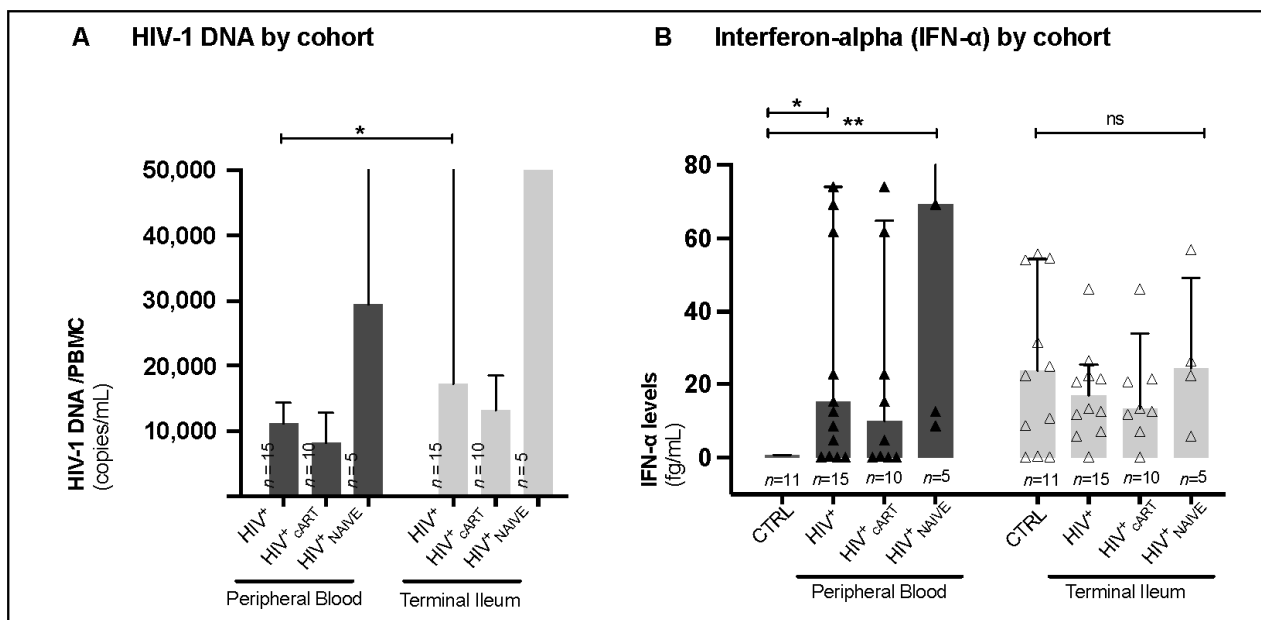 A HIV-1 DNA by cohort
*
50,000
40,000
30,000
20,000
10,000
HIV-1 DNA /PBMC
(copies/mL)
n = 15
n = 10
n = 5
n = 15
n = 10
n = 5
HIV+
HIV+ cART
HIV+ NAIVE
HIV+
HIV+ cART
HIV+ NAIVE
Peripheral Blood
Terminal Ileum
B Interferon-alpha (IFN-α) by cohort
*
**
ns
80
60
40
20
0
IFN-α levels
(fg/mL)
n=11
n=15
n=10
n=5
n=11
n=15
n=10
n=5
CTRL
HIV+
HIV+ cART
HIV+ NAIVE
CTRL
HIV+
HIV+ cART
HIV+ NAIVE
Peripheral Blood
Terminal Ileum